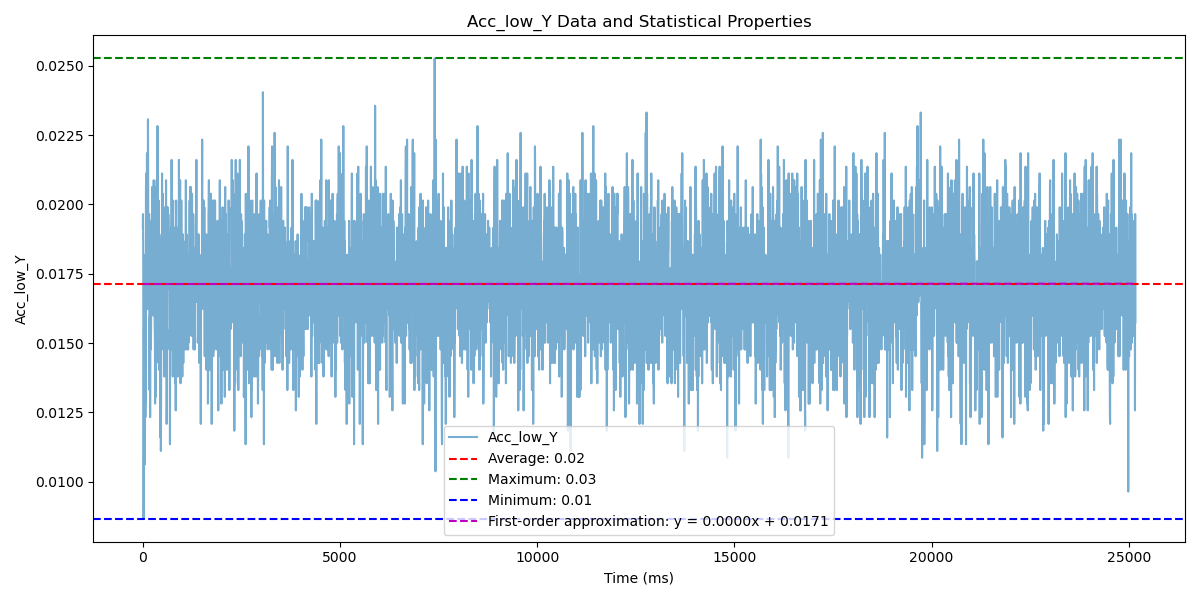 Acc_low_Y Data and Statistical Properties
0.0250
0.0225
0.0200
0.0175
0.0150
0.0125
0.0100
Acc_low_Y
Acc_low_Y
Average: 0.02
Maximum: 0.03
Minimum: 0.01
First-order approximation: y = 0.0000x + 0.0171
0 5000 10000 15000 20000 25000
Time (ms)